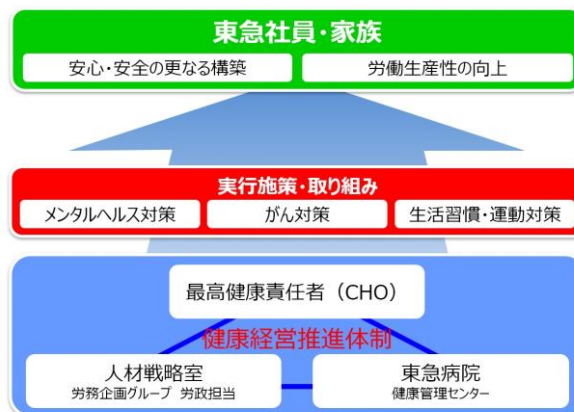 東急社員・家族
安心・安全の更なる構築
労働生産性の向上
実行施策・取り組み
メンタルヘルス対策
がん対策
生活習慣・運動対策
最高健康責任者（CHO）
健康経営推進体制
人材戦略室
労務企画グループ 労政担当
東急病院
健康管理センター